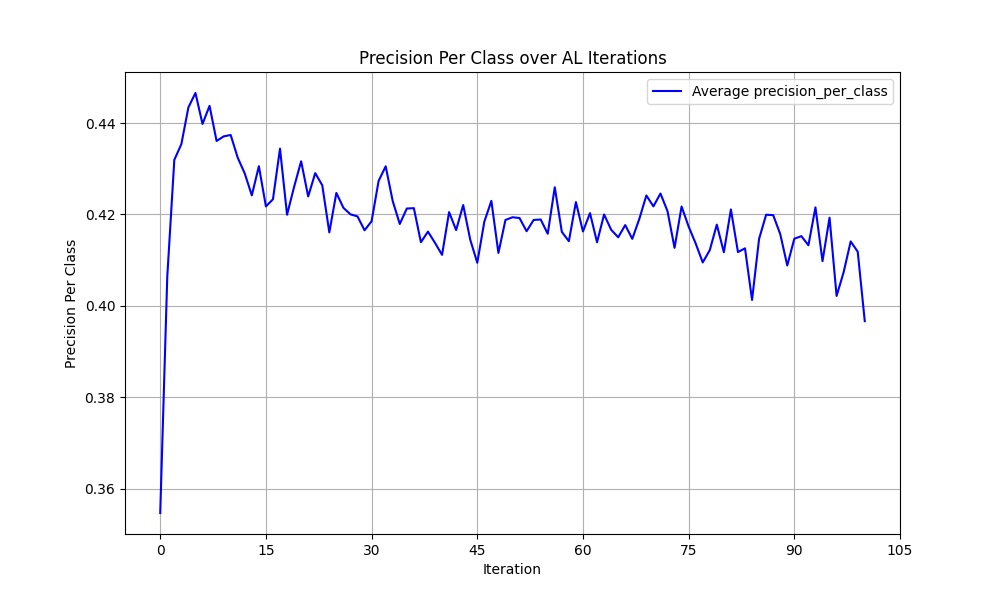 Precision Per Class over AL Iterations
Average precision_per_class
Precision Per Class
0.44
0.42
0.40
0.38
0.36
0 15 30 45 60 75 90 105
Iteration